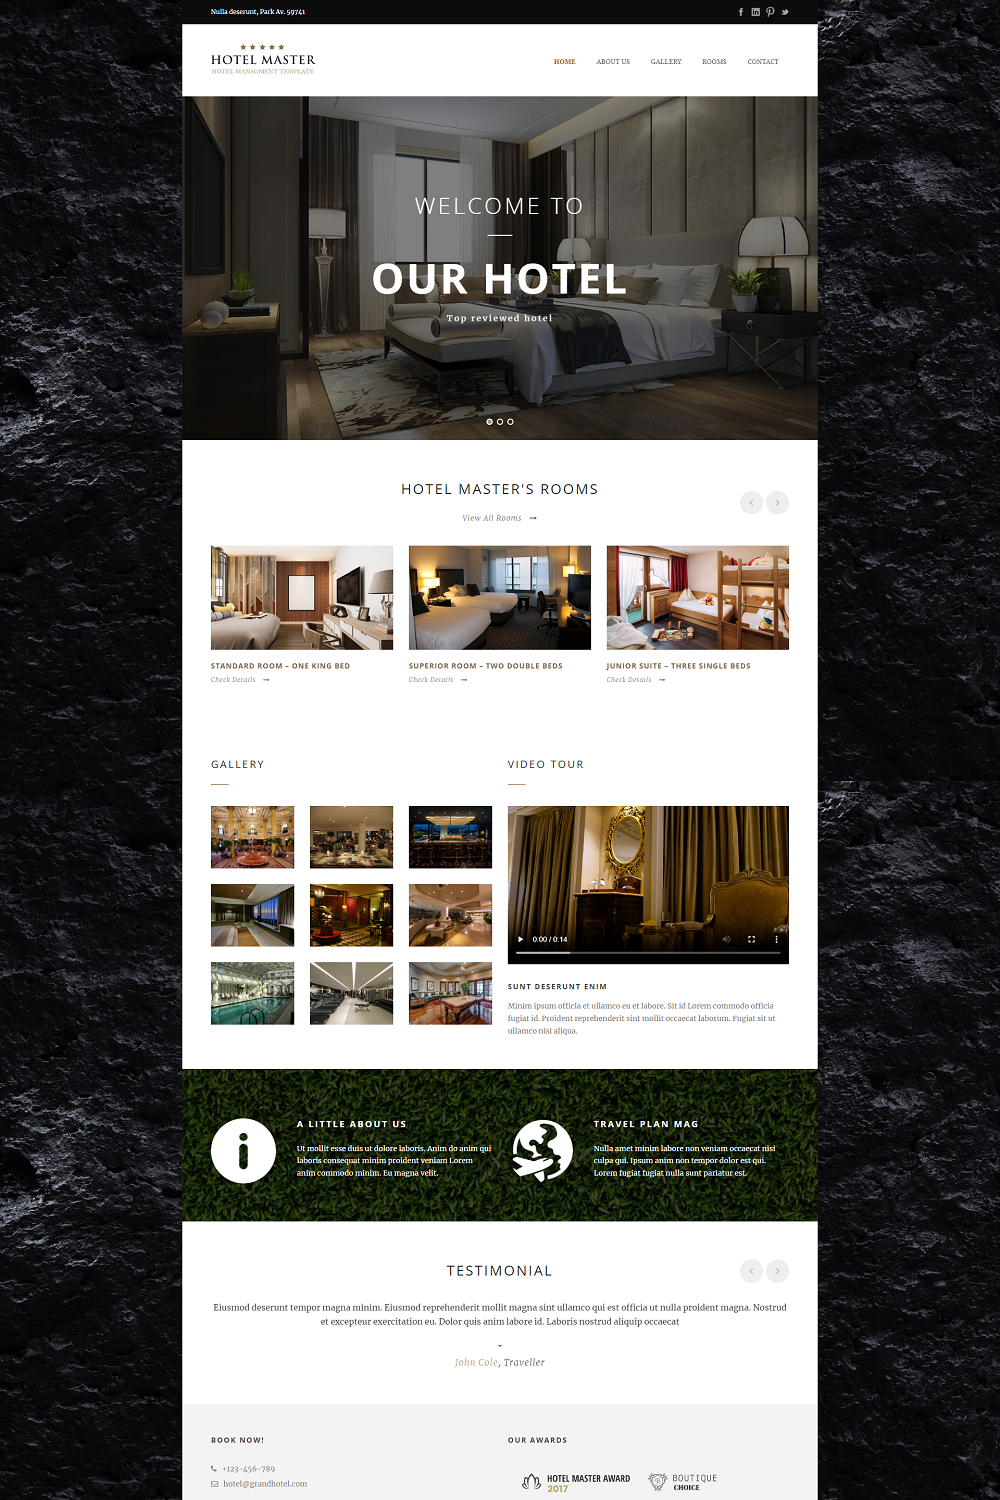 Nulla deserunt, Park Av. 59741
HOTEL MASTER
HOTEL MANAGMENT TEMPLATE
HOME ABOUT US GALLERY ROOMS CONTACT
WELCOME TO
OUR HOTEL
Top reviewed hotel
HOTEL MASTER'S ROOMS
View All Rooms
STANDARD ROOM – ONE KING BED
Check Details
SUPERIOR ROOM – TWO DOUBLE BEDS
Check Details
JUNIOR SUITE – THREE SINGLE BEDS
Check Details
GALLERY
VIDEO TOUR
0:00 / 0:14
SUNT DESERUNT ENIM
Minim ipsum officia et ullamco eu et labore. Sit id Lorem commodo officia
fugiat id. Proident reprehenderit sint mollit occaecat laborum. Fugiat sit ut
ullamco nisi aliqua.
A LITTLE ABOUT US
Ut mollit esse duis ut dolore laboris. Anim do anim qui
laboris consequat minim proident veniam Lorem
anim commodo minim. Eu magna velit.
TRAVEL PLAN MAG
Nulla amet minim labore non veniam occaecat nisi
culpa qui. Ipsum anim non tempor dolor est qui.
Lorem fugiat fugiat nulla sunt pariatur est.
TESTIMONIAL
Eiusmod deserunt tempor magna minim. Eiusmod reprehenderit mollit magna sint ullamco qui est officia ut nulla proident magna. Nostrud
et excepteur exercitation eu. Dolor quis anim labore id. Laboris nostrud aliquip occaecat
John Cole, Traveller
BOOK NOW!
+123-456-789
hotel@grandhotel.com
OUR AWARDS
HOTEL MASTER AWARD
2017
BOUTIQUE
CHOICE